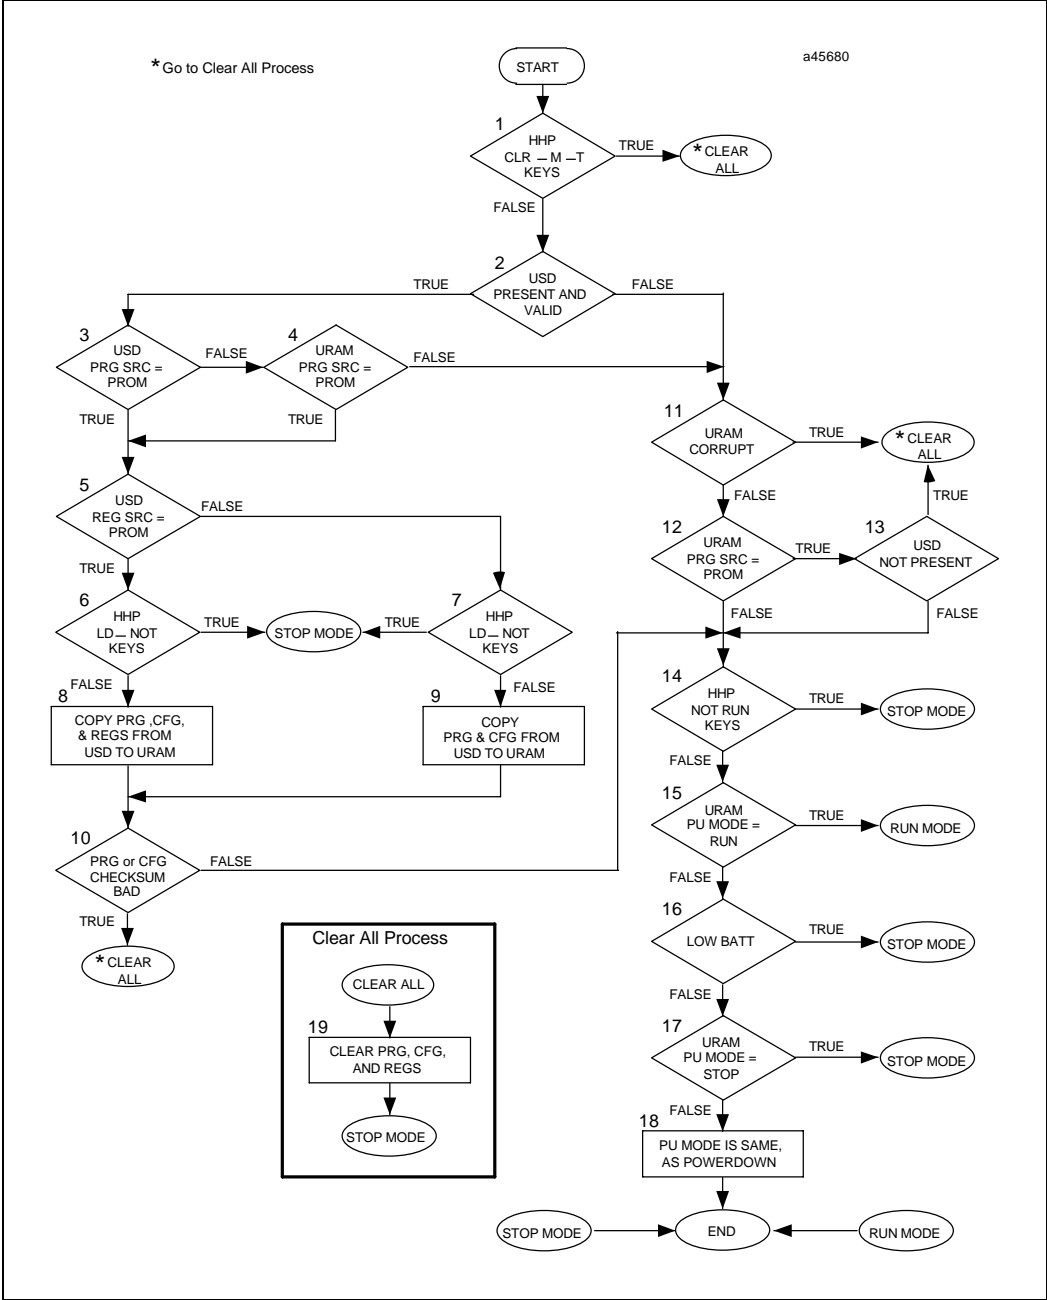 *Go to Clear All Process
START
a45680
1
HHP
CLR – M – T
KEYS
TRUE
*CLEAR
ALL
FALSE
2
USD
PRESENT AND
VALID
TRUE
FALSE
3
USD
PRG SRC =
PROM
FALSE
4
URAM
PRG SRC =
PROM
FALSE
TRUE
TRUE
11
URAM
CORRUPT
TRUE
*CLEAR
ALL
5
USD
REG SRC =
PROM
FALSE
FALSE
TRUE
12
URAM
PRG SRC =
PROM
TRUE
13
USD
NOT PRESENT
TRUE
6
HHP
LD – NOT
KEYS
TRUE
STOP MODE
TRUE
7
HHP
LD – NOT
KEYS
FALSE
FALSE
FALSE
8
COPY PRG ,CFG,
& REGS FROM
USD TO URAM
FALSE
9
COPY
PRG & CFG FROM
USD TO URAM
14
HHP
NOT RUN
KEYS
TRUE
STOP MODE
FALSE
15
URAM
PU MODE =
RUN
TRUE
RUN MODE
10
PRG or CFG
CHECKSUM
BAD
FALSE
FALSE
TRUE
*CLEAR
ALL
16
LOW BATT
TRUE
STOP MODE
FALSE
Clear All Process
CLEAR ALL
19
CLEAR PRG, CFG,
AND REGS
STOP MODE
17
URAM
PU MODE =
STOP
TRUE
STOP MODE
FALSE
18
PU MODE IS SAME,
AS POWERDOWN
STOP MODE
END
RUN MODE